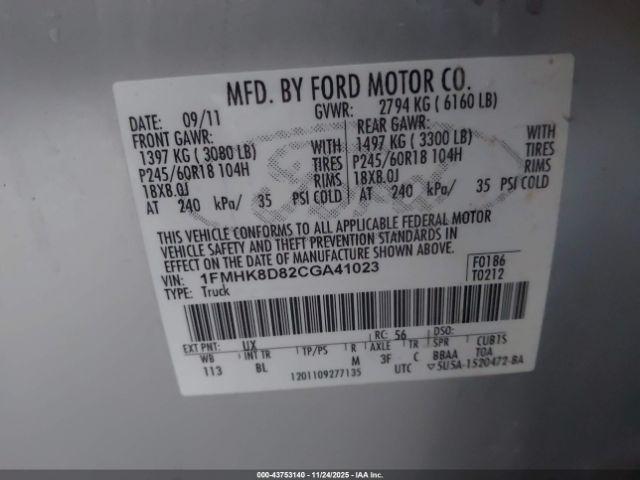 MFD. BY FORD MOTOR CO.
DATE: 09/11 GVWR: 2794 KG ( 6160 LB)
FRONT GAWR: REAR GAWR:
1397 KG ( 3080 LB) WITH 1497 KG ( 3300 LB) WITH
P245/60R18 104H TIRES P245/60R18 104H TIRES
18X8.0J RIMS 18X8.0J RIMS
AT 240 kPa/ 35 PSI COLD AT 240 kPa/ 35 PSI COLD
THIS VEHICLE CONFORMS TO ALL APPLICABLE FEDERAL MOTOR
VEHICLE SAFETY AND THEFT PREVENTION STANDARDS IN
EFFECT ON THE DATE OF MANUFACTURE SHOWN ABOVE.
VIN: 1FMHK8D82CGA41023 F0186
TYPE: Truck T0212
EXT PNT: UX RC: 56 DSO:
WB INT TR TP/PS R AXLE TR SPR CUB1S
113 BL M 3F C BBAA TOA
1201109277135 UTC ▽5U5A-1520472-BA
000-43753140 - 11/24/2025 - IAAI.COM